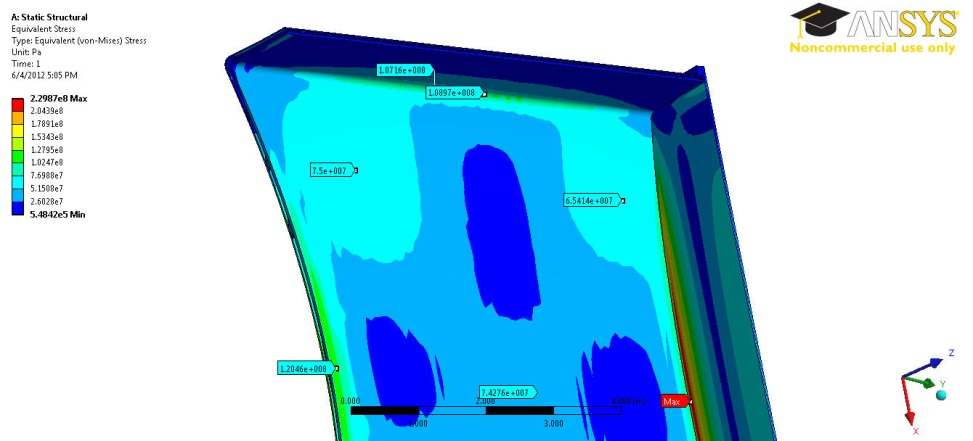 A: Static Structural
Equivalent Stress
Type: Equivalent (von-Mises) Stress
Unit: Pa
Time: 1
6/4/2012 5:05 PM
2.2987e8 Max
2.0439e8
1.7891e8
1.5343e8
1.2795e8
1.0247e8
7.6988e7
5.1508e7
2.6028e7
5.4842e5 Min
ANSYS
Noncommercial use only
1.0716e+008
1.0897e+008
7.5e+007
6.5414e+007
1.2046e+008
7.4276e+007
Max
0.000
2.000
4.000 (m)
1.000
3.000
Z
Y
X